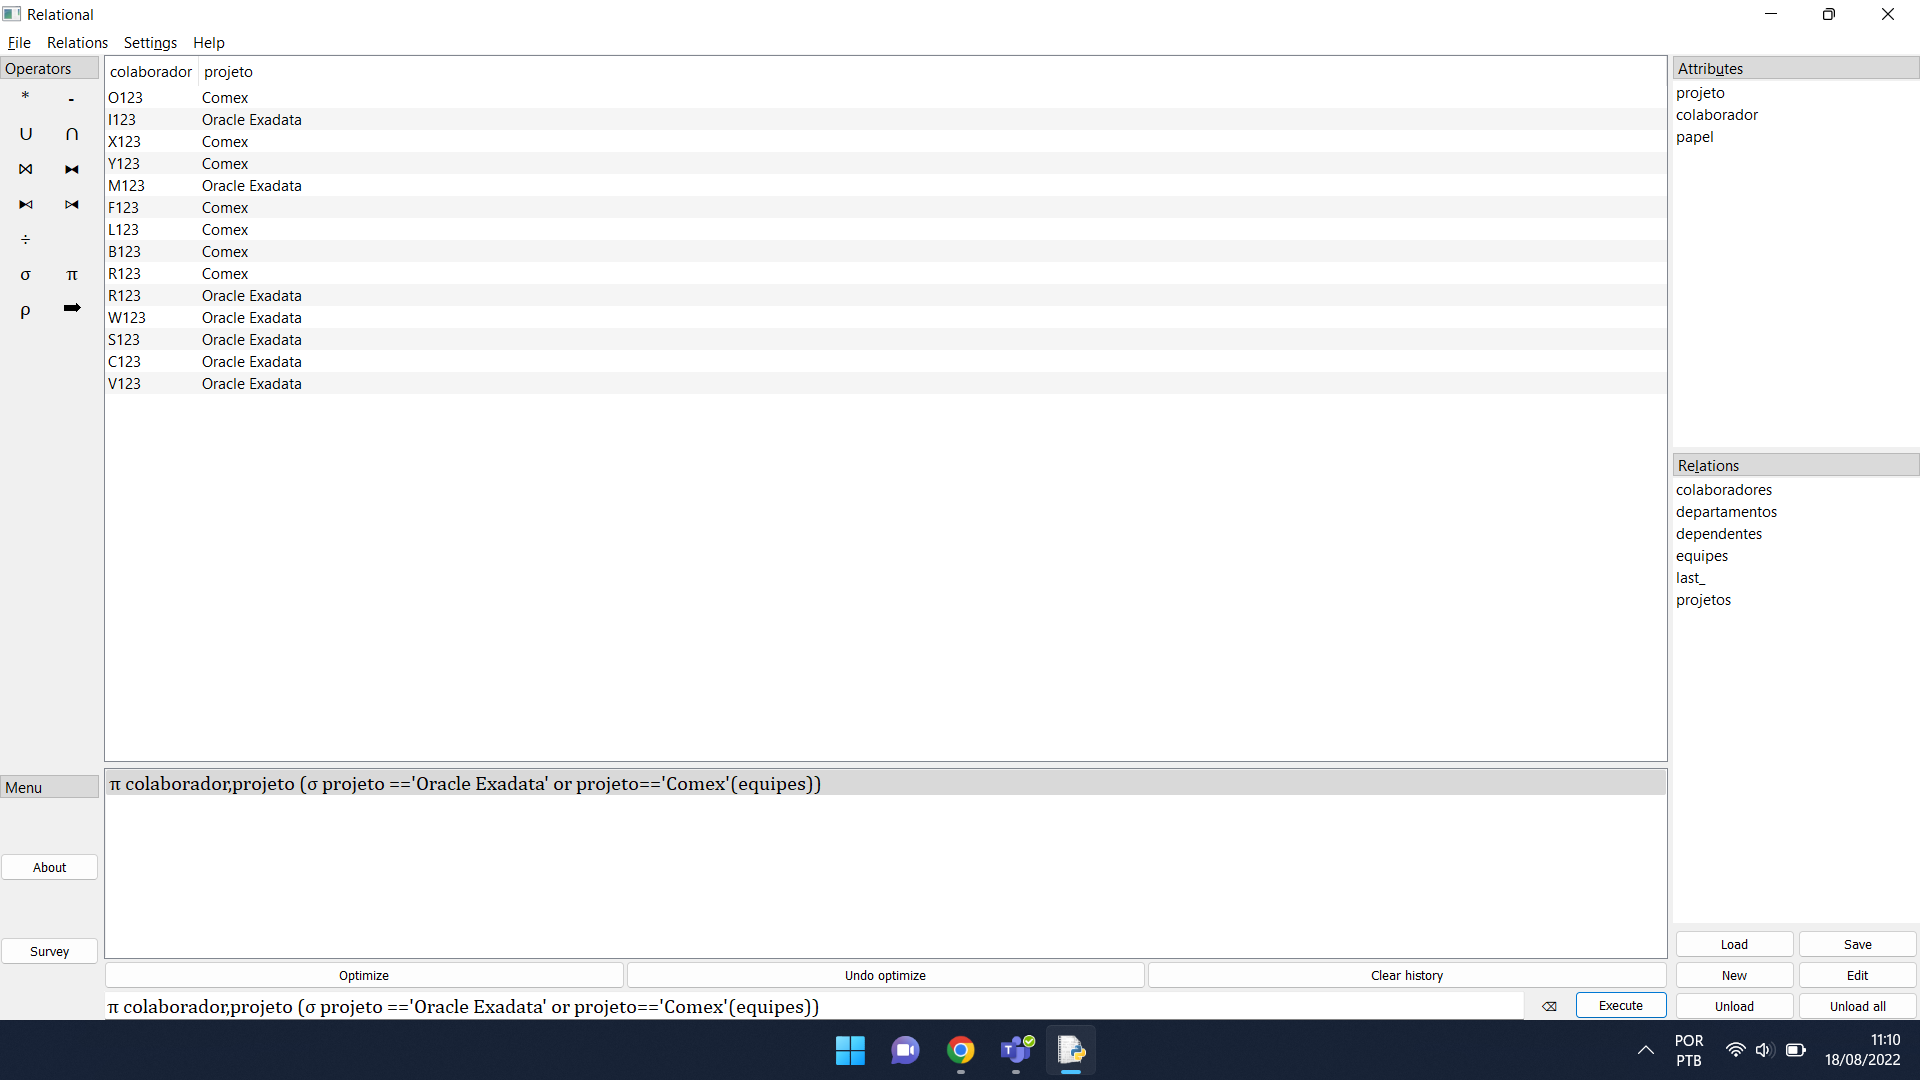 Relational
File Relations Settings Help
Operators
* -
∪ ∩
⋈ ⧓
⧑ ⧒
÷
σ π
ρ ➡
colaborador projeto
O123 Comex
I123 Oracle Exadata
X123 Comex
Y123 Comex
M123 Oracle Exadata
F123 Comex
L123 Comex
B123 Comex
R123 Comex
R123 Oracle Exadata
W123 Oracle Exadata
S123 Oracle Exadata
C123 Oracle Exadata
V123 Oracle Exadata
Attributes
projeto
colaborador
papel
Relations
colaboradores
departamentos
dependentes
equipes
last_
projetos
Menu
About
Survey
π colaborador,projeto (σ projeto =='Oracle Exadata' or projeto=='Comex'(equipes))
Optimize Undo optimize Clear history
π colaborador,projeto (σ projeto =='Oracle Exadata' or projeto=='Comex'(equipes))
⌫ Execute
Load Save
New Edit
Unload Unload all
POR
PTB
11:10
18/08/2022